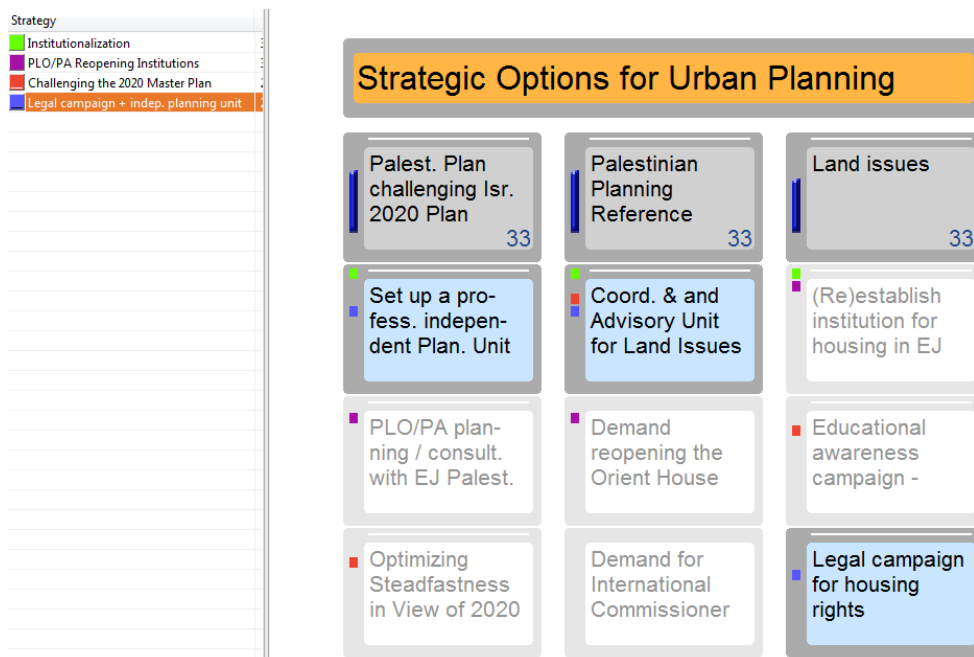 Strategy
Institutionalization
PLO/PA Reopening Institutions
Challenging the 2020 Master Plan
Legal campaign + indep. planning unit
Strategic Options for Urban Planning
Palest. Plan
challenging Isr.
2020 Plan
33
Palestinian
Planning
Reference
33
Land issues
33
Set up a pro-
fess. indepen-
dent Plan. Unit
Coord. & and
Advisory Unit
for Land Issues
(Re)establish
institution for
housing in EJ
PLO/PA plan-
ning / consult.
with EJ Palest.
Demand
reopening the
Orient House
Educational
awareness
campaign -
Optimizing
Steadfastness
in View of 2020
Demand for
International
Commissioner
Legal campaign
for housing
rights